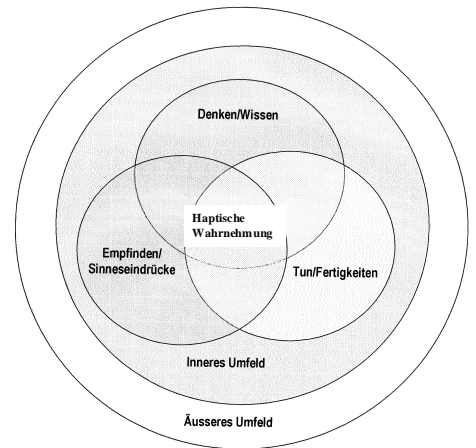 Denken/Wissen
Haptische
Wahrnehmung
Empfinden/
Sinneseindrücke
Tun/Fertigkeiten
Inneres Umfeld
Äusseres Umfeld